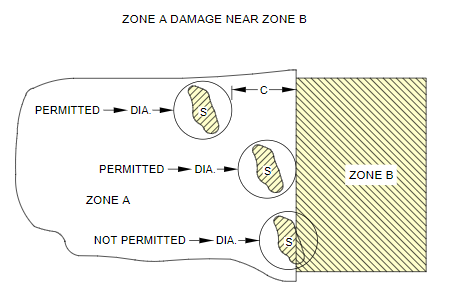 ZONE A DAMAGE NEAR ZONE B
C
PERMITTED DIA. S
PERMITTED DIA. S
ZONE B
ZONE A
NOT PERMITTED DIA. S